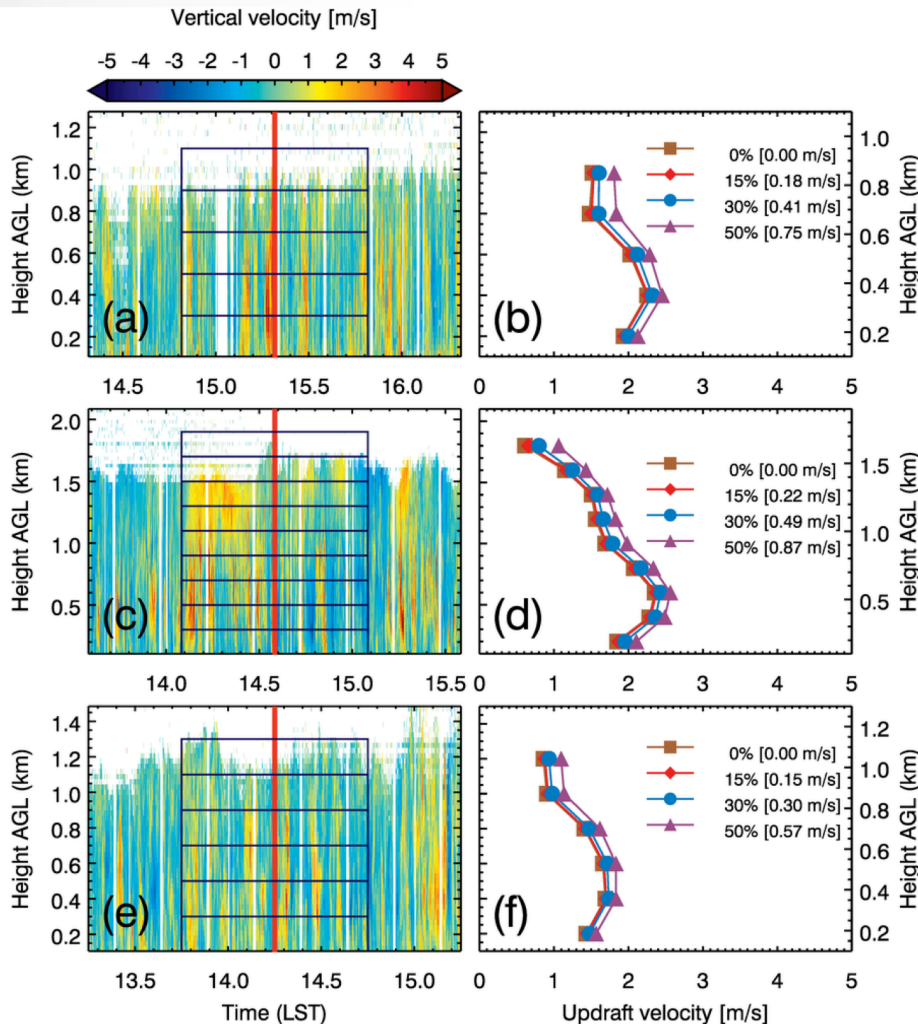 Vertical velocity [m/s]
-5 -4 -3 -2 -1 0 1 2 3 4 5
Height AGL (km)
1.2
1.0
0.8
0.6
0.4
0.2
(a)
14.5 15.0 15.5 16.0
0% [0.00 m/s]
15% [0.18 m/s]
30% [0.41 m/s]
50% [0.75 m/s]
(b)
1.0
0.8
0.6
0.4
0.2
Height AGL (km)
0 1 2 3 4 5
Height AGL (km)
2.0
1.5
1.0
0.5
(c)
14.0 14.5 15.0 15.5
0% [0.00 m/s]
15% [0.22 m/s]
30% [0.49 m/s]
50% [0.87 m/s]
(d)
1.5
1.0
0.5
Height AGL (km)
0 1 2 3 4 5
Height AGL (km)
1.4
1.2
1.0
0.8
0.6
0.4
0.2
(e)
13.5 14.0 14.5 15.0
Time (LST)
0% [0.00 m/s]
15% [0.15 m/s]
30% [0.30 m/s]
50% [0.57 m/s]
(f)
1.2
1.0
0.8
0.6
0.4
0.2
Height AGL (km)
0 1 2 3 4 5
Updraft velocity [m/s]